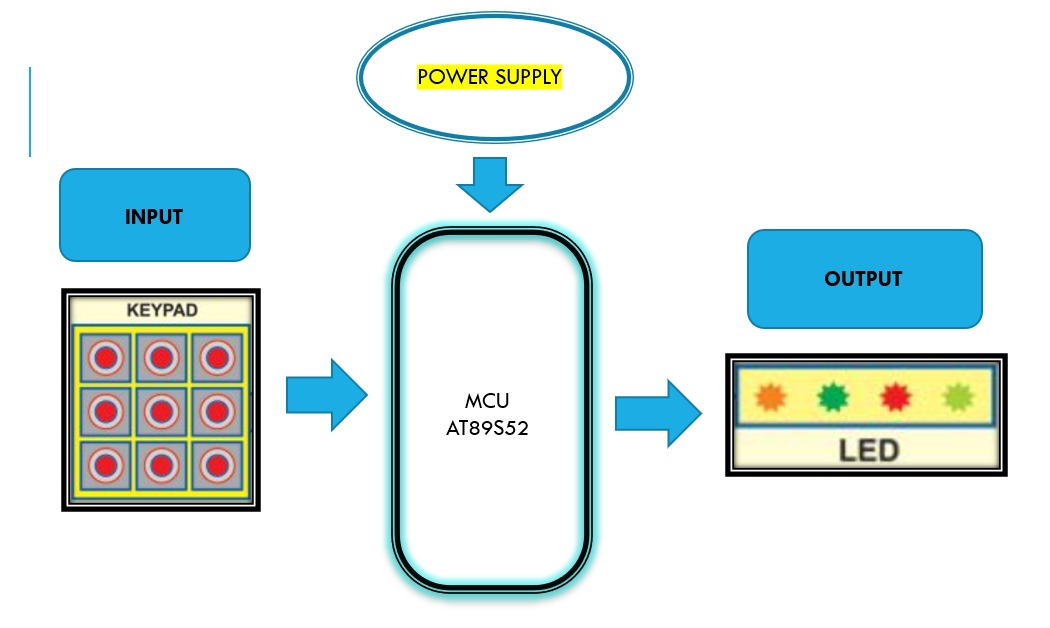 POWER SUPPLY
INPUT
OUTPUT
KEYPAD
MCU
AT89S52
LED